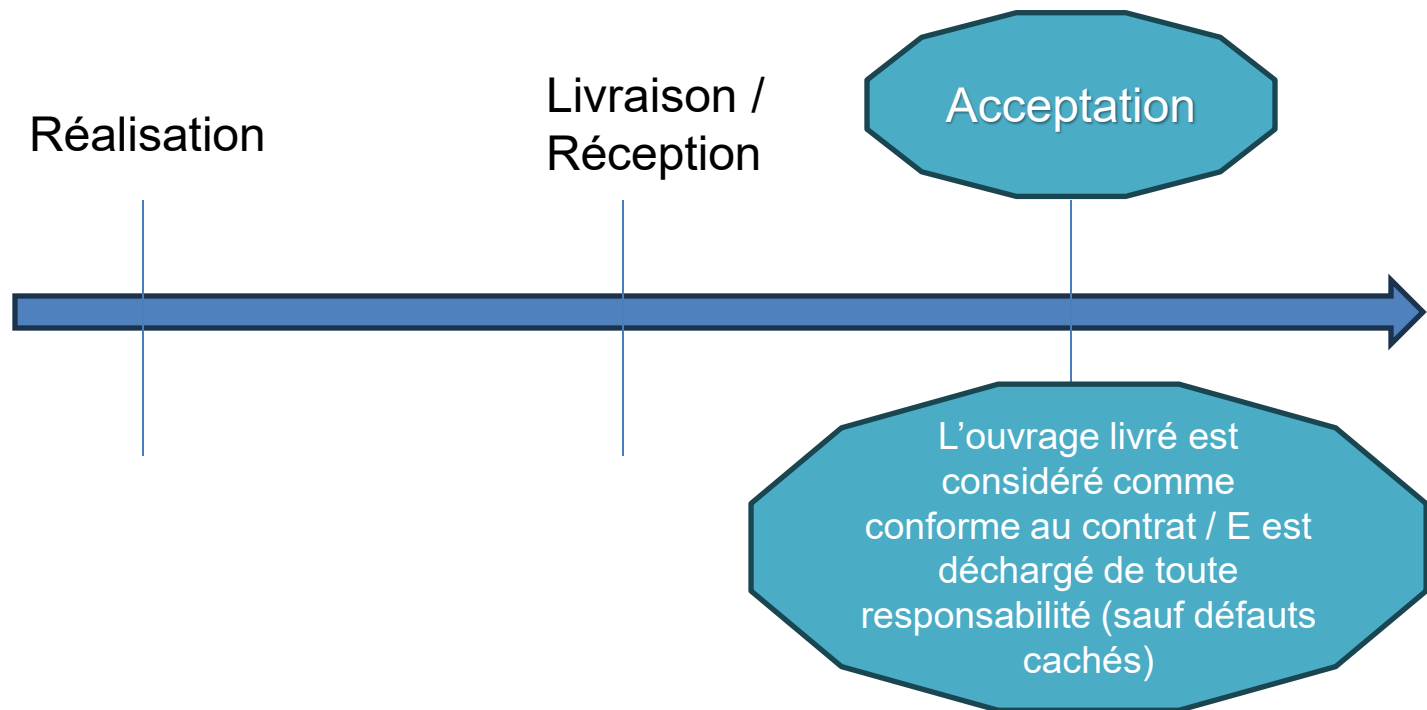 Réalisation
Livraison /
Réception
Acceptation
L’ouvrage livré est
considéré comme
conforme au contrat / E est
déchargé de toute
responsabilité (sauf défauts
cachés)